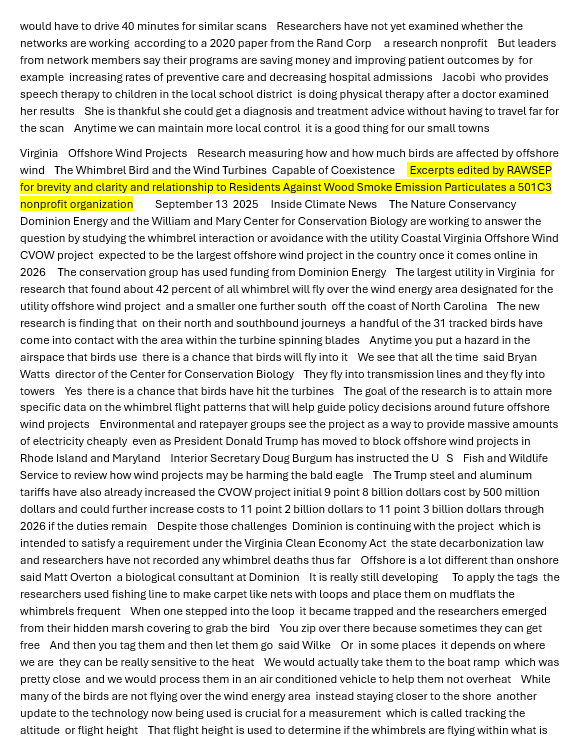 would have to drive 40 minutes for similar scans    Researchers have not yet examined whether the
networks are working  according to a 2020 paper from the Rand Corp    a research nonprofit    But leaders
from network members say their programs are saving money and improving patient outcomes by  for
example  increasing rates of preventive care and decreasing hospital admissions    Jacobi  who provides
speech therapy to children in the local school district  is doing physical therapy after a doctor examined
her results    She is thankful she could get a diagnosis and treatment advice without having to travel far for
the scan    Anytime we can maintain more local control  it is a good thing for our small towns
Virginia    Offshore Wind Projects    Research measuring how and how much birds are affected by offshore
wind    The Whimbrel Bird and the Wind Turbines  Capable of Coexistence    Excerpts edited by RAWSEP
for brevity and clarity and relationship to Residents Against Wood Smoke Emission Particulates a 501C3
nonprofit organization    September 13  2025    Inside Climate News    The Nature Conservancy
Dominion Energy and the William and Mary Center for Conservation Biology are working to answer the
question by studying the whimbrel interaction or avoidance with the utility Coastal Virginia Offshore Wind
CVOW project  expected to be the largest offshore wind project in the country once it comes online in
2026    The conservation group has used funding from Dominion Energy    The largest utility in Virginia  for
research that found about 42 percent of all whimbrel will fly over the wind energy area designated for the
utility offshore wind project  and a smaller one further south  off the coast of North Carolina    The new
research is finding that  on their north and southbound journeys  a handful of the 31 tracked birds have
come into contact with the area within the turbine spinning blades    Anytime you put a hazard in the
airspace that birds use  there is a chance that birds will fly into it    We see that all the time  said Bryan
Watts  director of the Center for Conservation Biology    They fly into transmission lines and they fly into
towers    Yes  there is a chance that birds have hit the turbines    The goal of the research is to attain more
specific data on the whimbrel flight patterns that will help guide policy decisions around future offshore
wind projects    Environmental and ratepayer groups see the project as a way to provide massive amounts
of electricity cheaply  even as President Donald Trump has moved to block offshore wind projects in
Rhode Island and Maryland    Interior Secretary Doug Burgum has instructed the U  S    Fish and Wildlife
Service to review how wind projects may be harming the bald eagle    The Trump steel and aluminum
tariffs have also already increased the CVOW project initial 9 point 8 billion dollars cost by 500 million
dollars and could further increase costs to 11 point 2 billion dollars to 11 point 3 billion dollars through
2026 if the duties remain    Despite those challenges  Dominion is continuing with the project  which is
intended to satisfy a requirement under the Virginia Clean Economy Act  the state decarbonization law
and researchers have not recorded any whimbrel deaths thus far    Offshore is a lot different than onshore
said Matt Overton  a biological consultant at Dominion    It is really still developing    To apply the tags  the
researchers used fishing line to make carpet like nets with loops and place them on mudflats the
whimbrels frequent    When one stepped into the loop  it became trapped and the researchers emerged
from their hidden marsh covering to grab the bird    You zip over there because sometimes they can get
free    And then you tag them and then let them go  said Wilke    Or  in some places  it depends on where
we are  they can be really sensitive to the heat    We would actually take them to the boat ramp  which was
pretty close  and we would process them in an air conditioned vehicle to help them not overheat    While
many of the birds are not flying over the wind energy area  instead staying closer to the shore  another
update to the technology now being used is crucial for a measurement  which is called tracking the
altitude  or flight height    That flight height is used to determine if the whimbrels are flying within what is